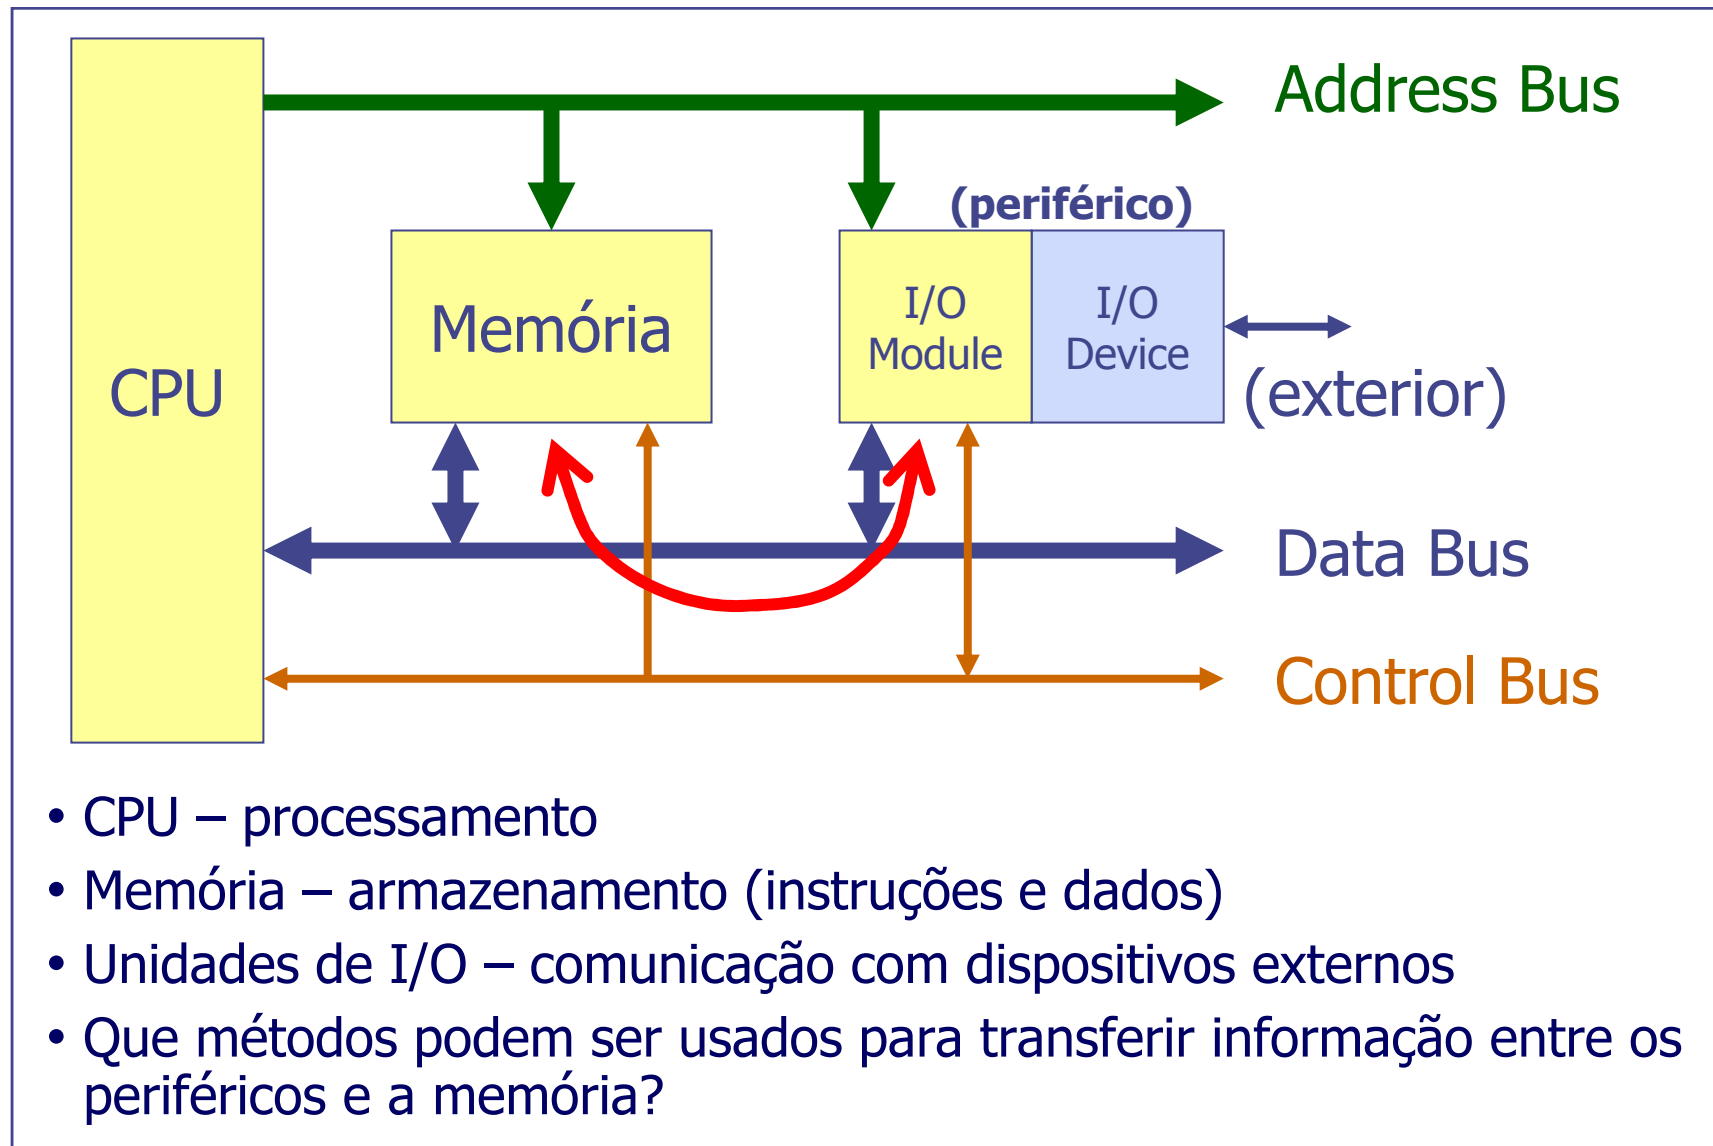 Address Bus
(periférico)
CPU
Memória
I/O
Module
I/O
Device
(exterior)
Data Bus
Control Bus
• CPU – processamento
• Memória – armazenamento (instruções e dados)
• Unidades de I/O – comunicação com dispositivos externos
• Que métodos podem ser usados para transferir informação entre os
periféricos e a memória?